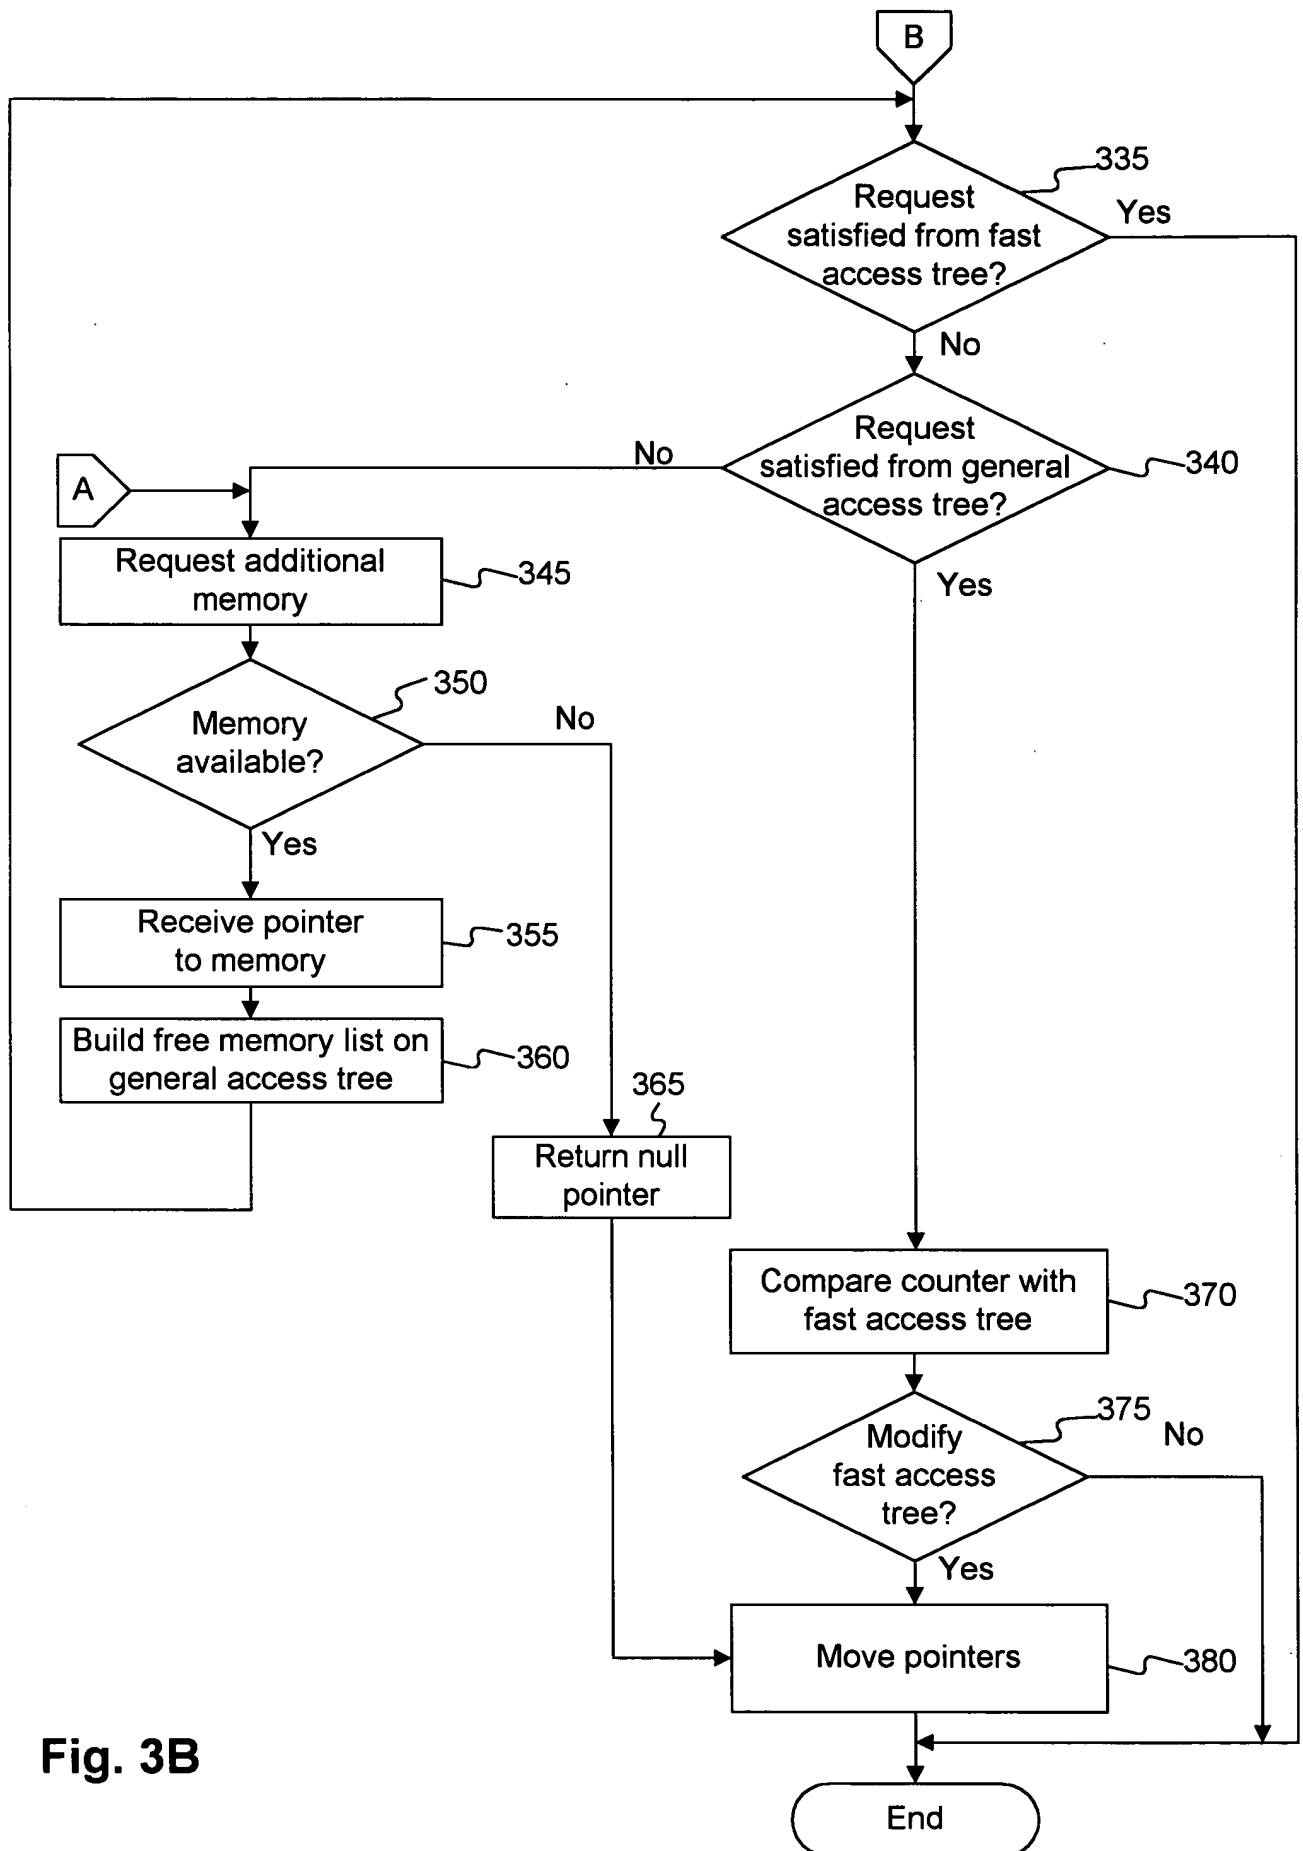 B
335
Request
satisfied from fast
access tree?
Yes
No
Request
satisfied from general
access tree?
340
No
A
Yes
Request additional
memory
345
350
Memory
available?
No
Yes
Receive pointer
to memory
355
Build free memory list on
general access tree
360
365
Return null
pointer
Compare counter with
fast access tree
370
375
Modify
fast access
tree?
No
Yes
Move pointers
380
Fig. 3B
End